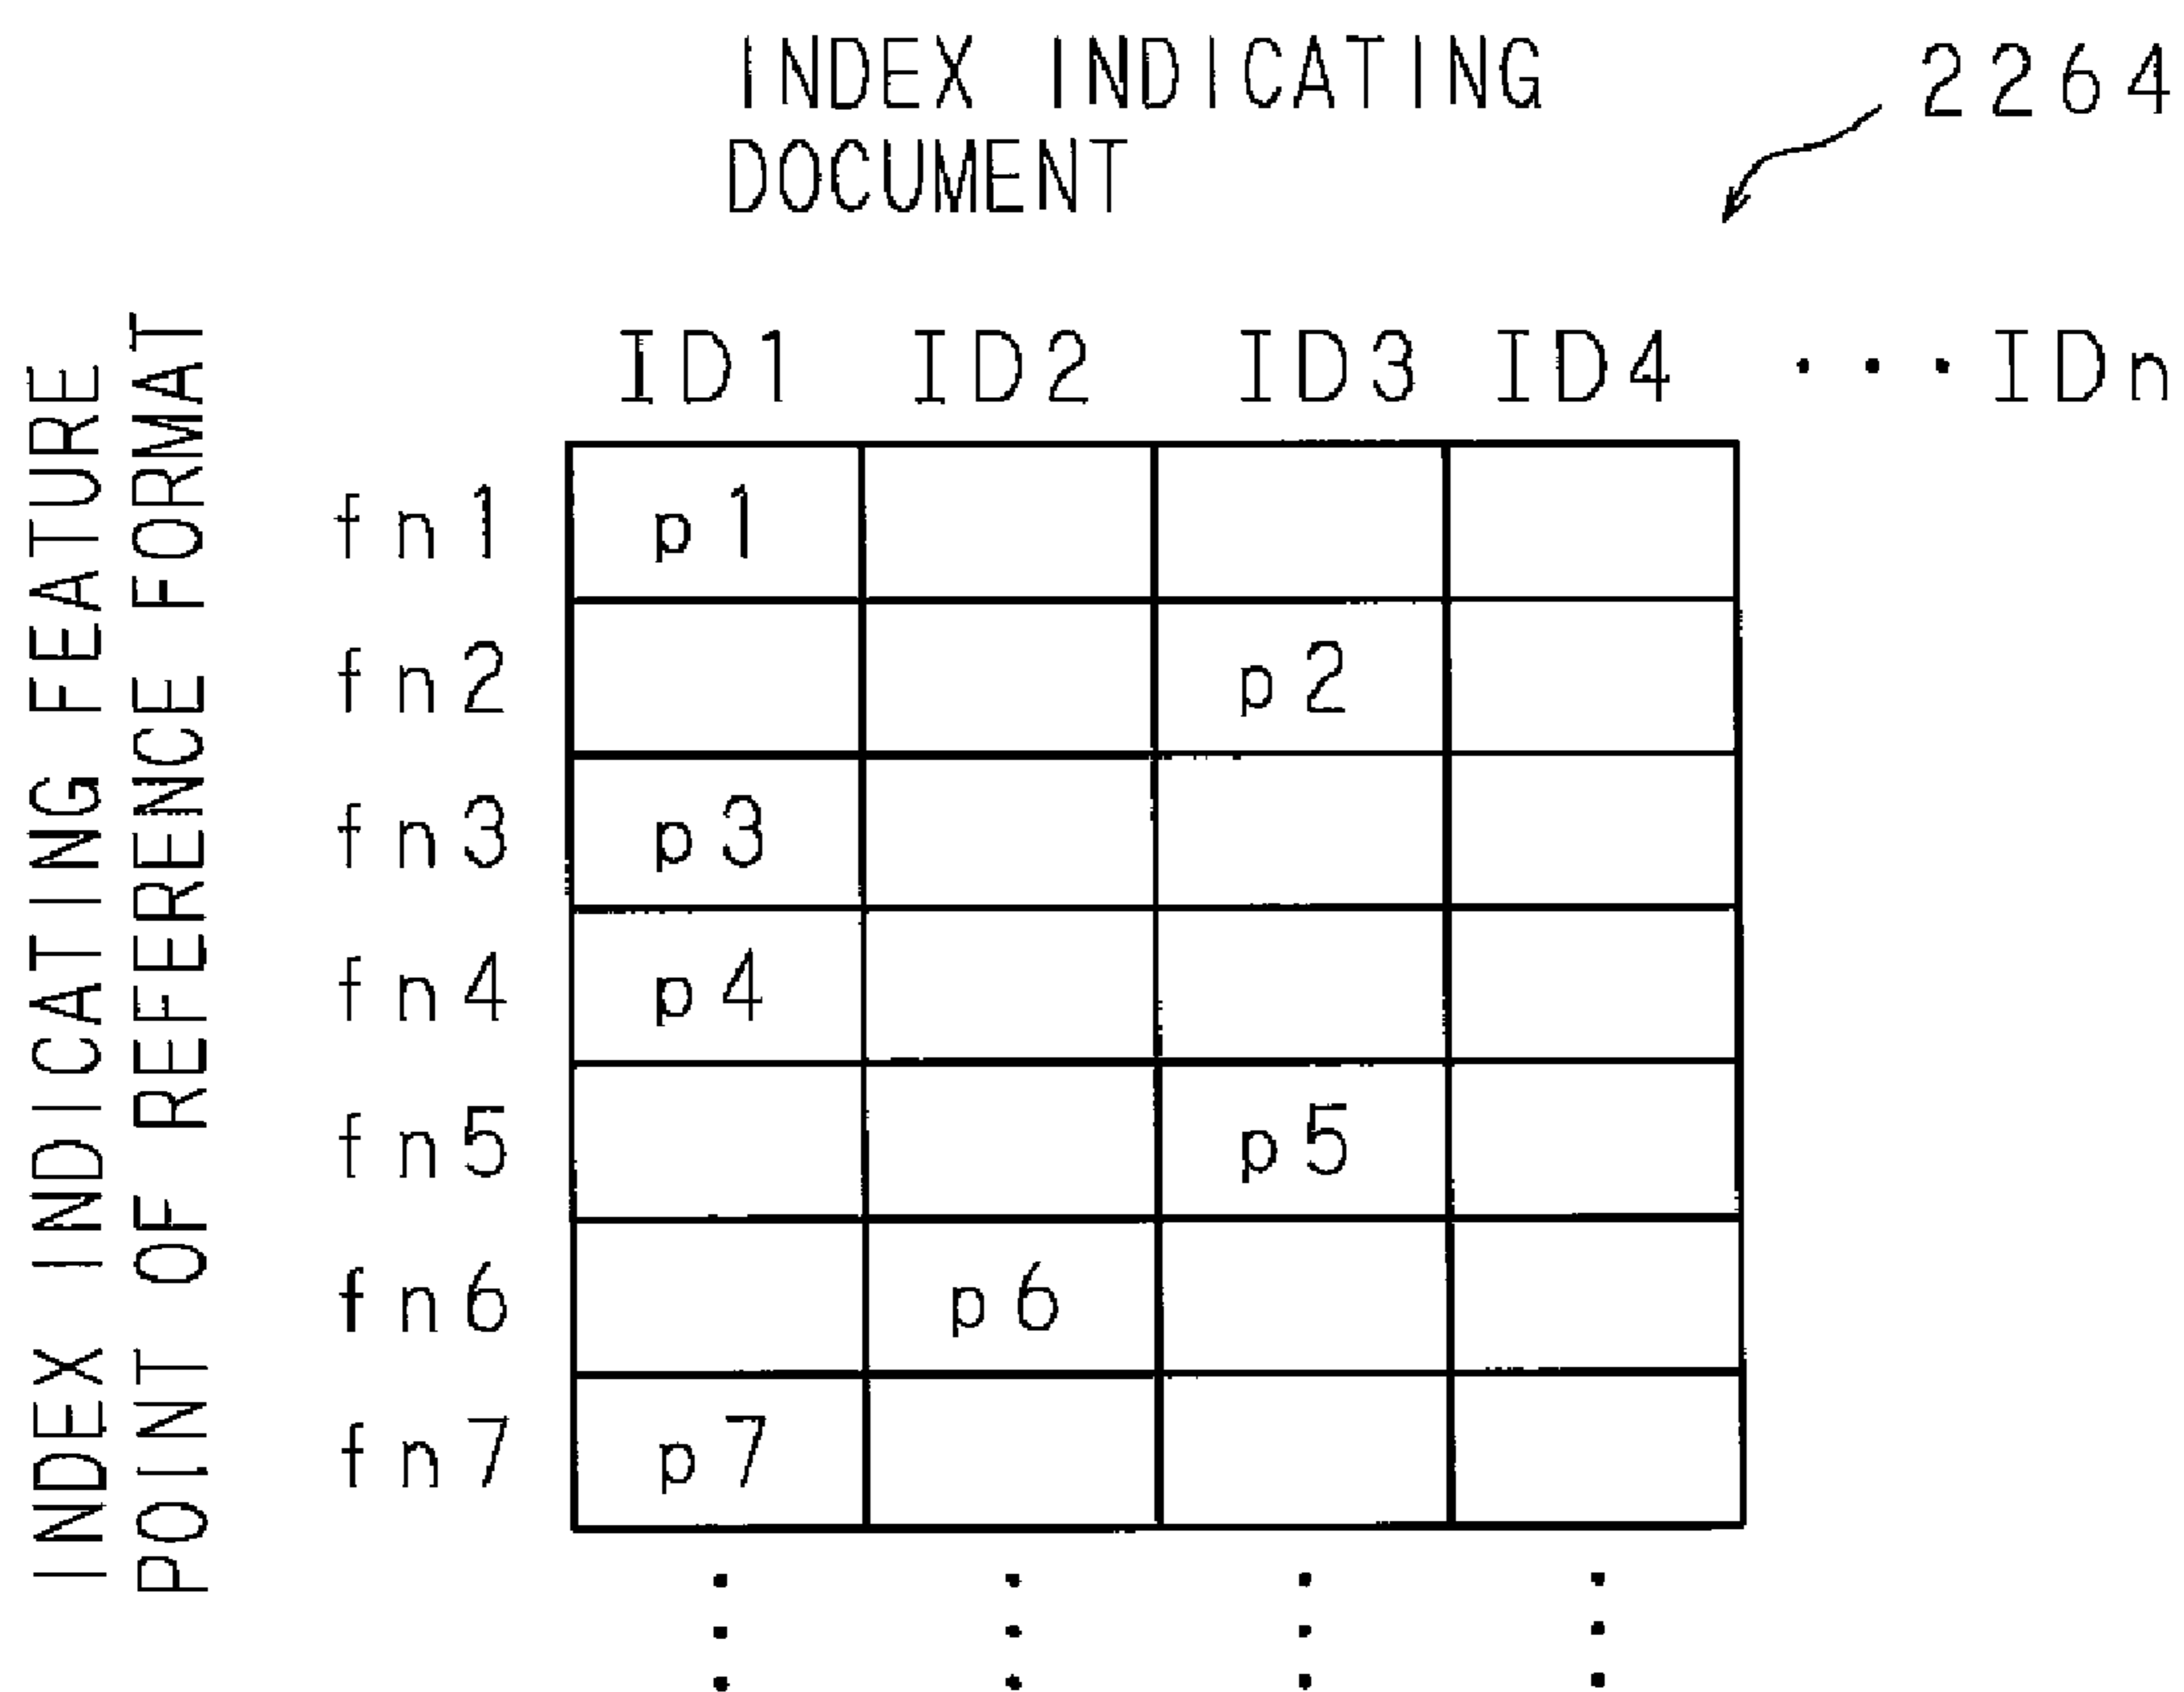 INDEX INDICATING
DOCUMENT
2264
INDEX INDICATING FEATURE
POINT OF REFERENCE FORMAT
ID1 ID2 ID3 ID4 ··· IDn
fn1 p1
fn2 p2
fn3 p3
fn4 p4
fn5 p5
fn6 p6
fn7 p7